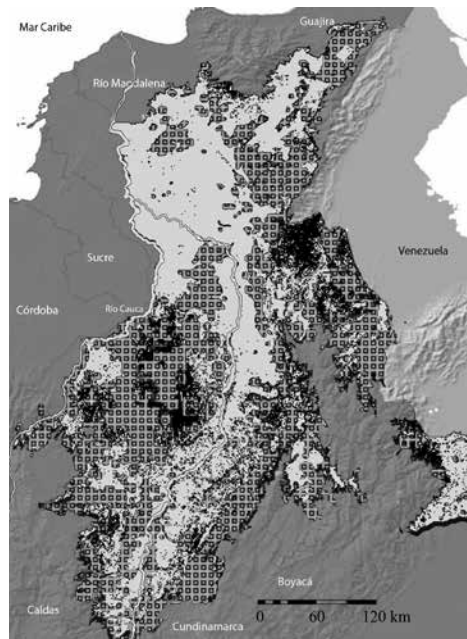 Guajira
Mar Caribe
Río Magdalena
Venezuela
Sucre
Córdoba
Río Cauca
Boyacá
0 60 120 km
Caldas
Cundinamarca